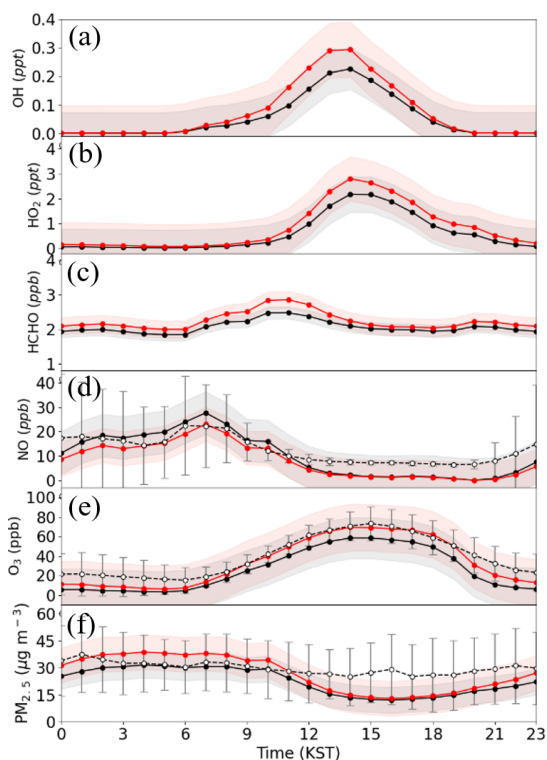 (a)
OH (ppt)
0.4
0.3
0.2
0.1
0.0
(b)
HO₂ (ppt)
4
3
2
1
0
(c)
HCHO (ppb)
4
3
2
1
(d)
NO (ppb)
40
30
20
10
0
(e)
O₃ (ppb)
100
80
60
40
20
0
(f)
PM₂.₅ (μg m⁻³)
60
45
30
15
0
0 3 6 9 12 15 18 21 23
Time (KST)